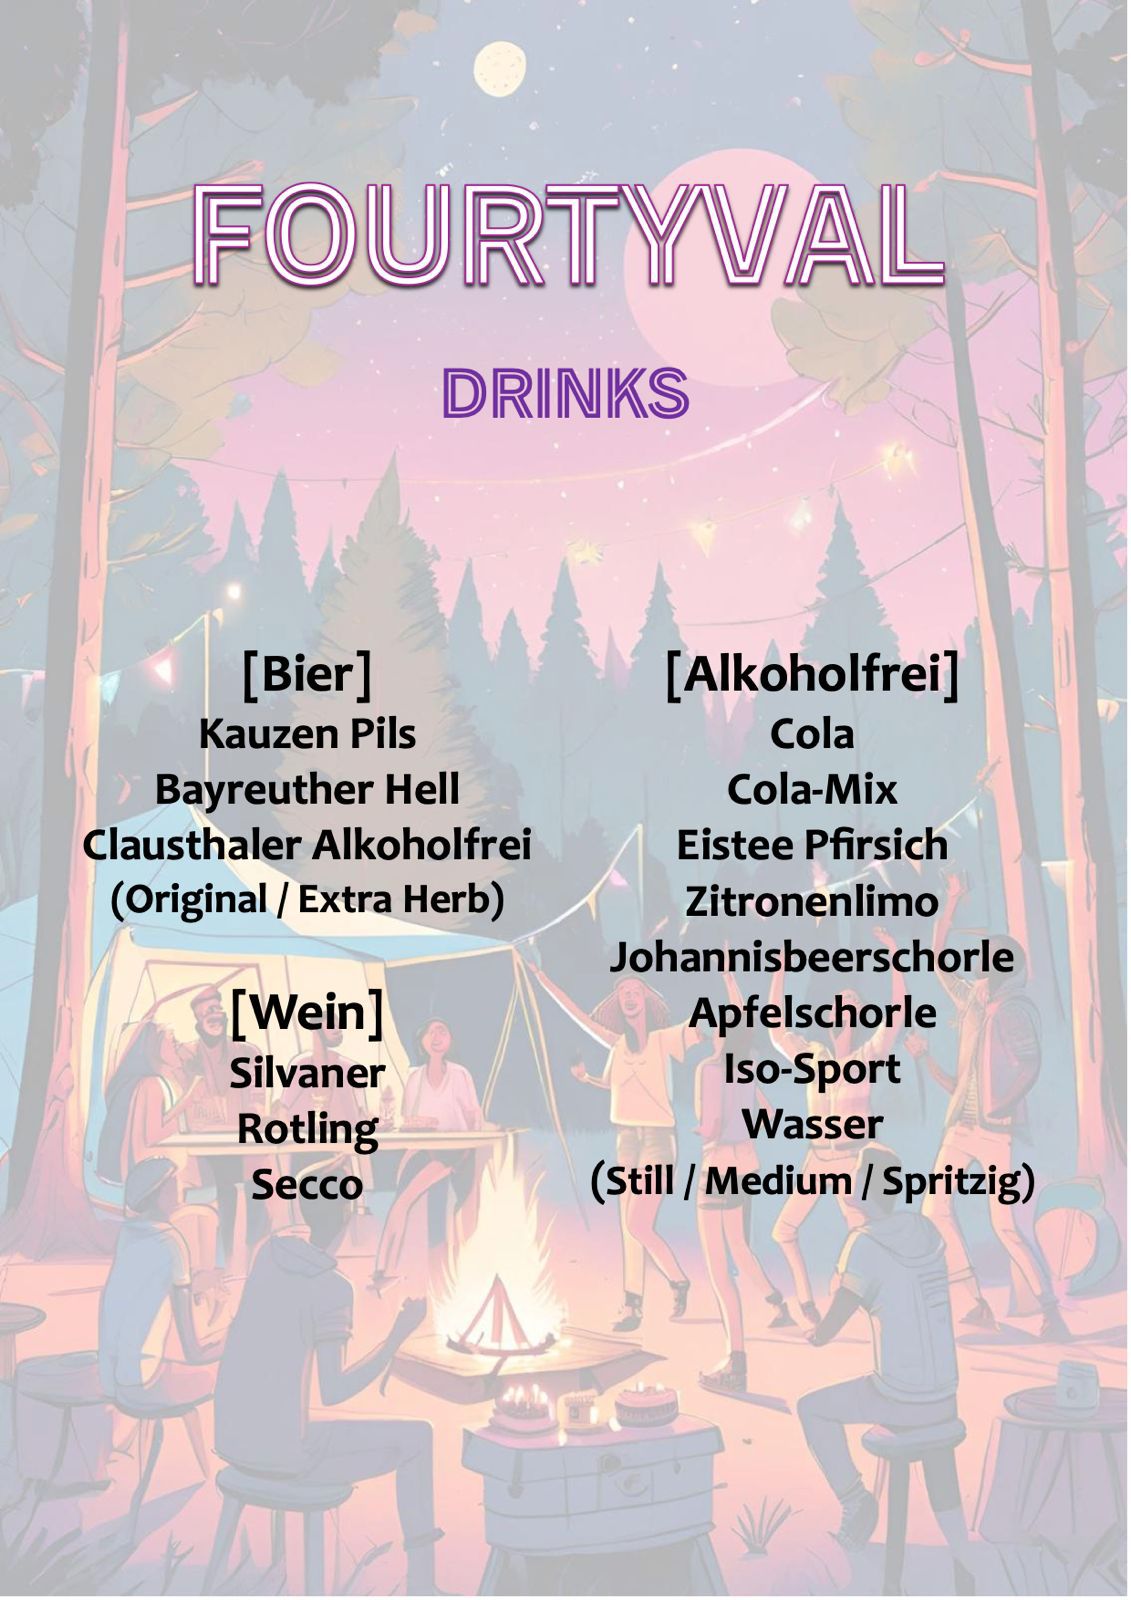 FOURTYVAL
DRINKS
[Bier]
Kauzen Pils
Bayreuther Hell
Clausthaler Alkoholfrei
(Original / Extra Herb)
[Wein]
Silvaner
Rotling
Secco
[Alkoholfrei]
Cola
Cola-Mix
Eistee Pfirsich
Zitronenlimo
Johannisbeerschorle
Apfelschorle
Iso-Sport
Wasser
(Still / Medium / Spritzig)